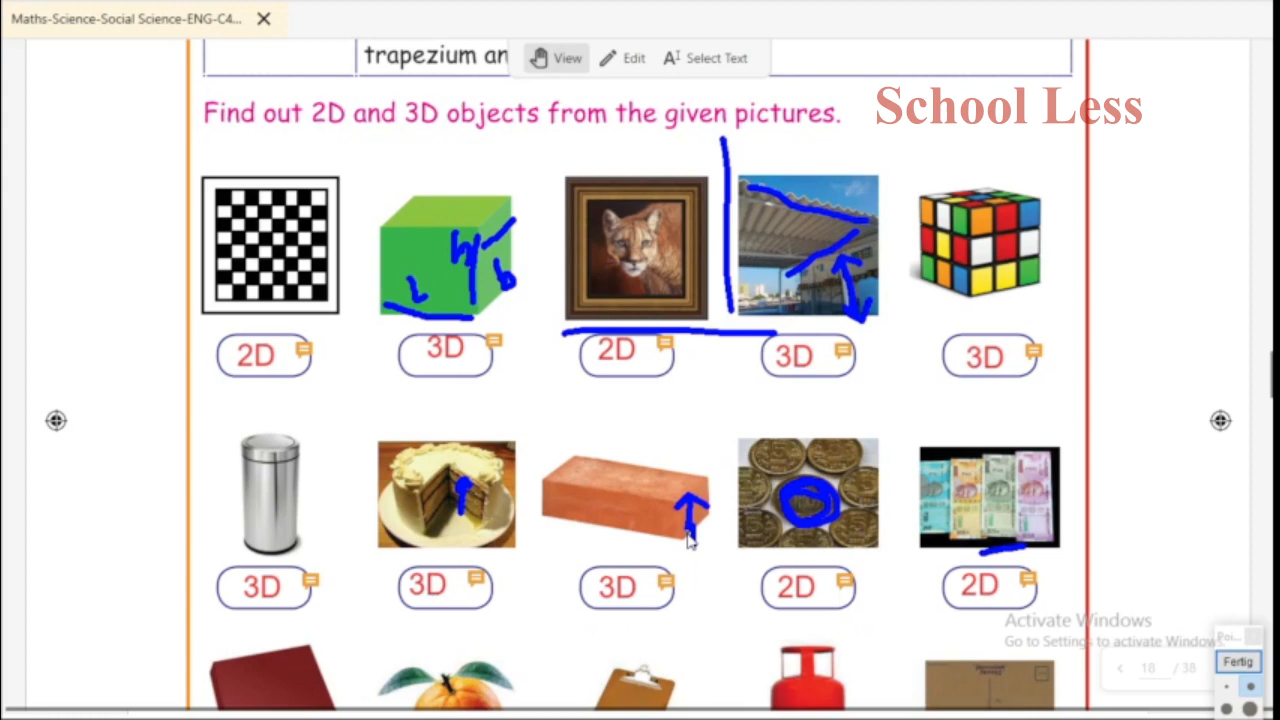 Maths-Science-Social Science-ENG-C4...
trapezium an
View Edit Select Text
Find out 2D and 3D objects from the given pictures.
School Less
L h b
2D 3D 2D 3D 3D
3D 3D 3D 2D 2D
Activate Windows
Go to Settings to activate Windows.
Poi...
18 / 38
Fertig